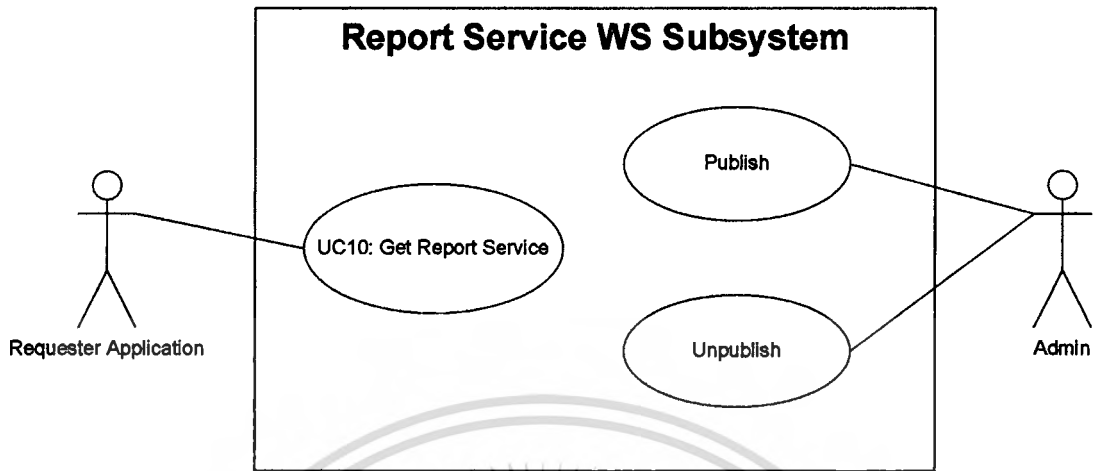 Report Service WS Subsystem
Publish
UC10: Get Report Service
Requester Application
Unpublish
Admin